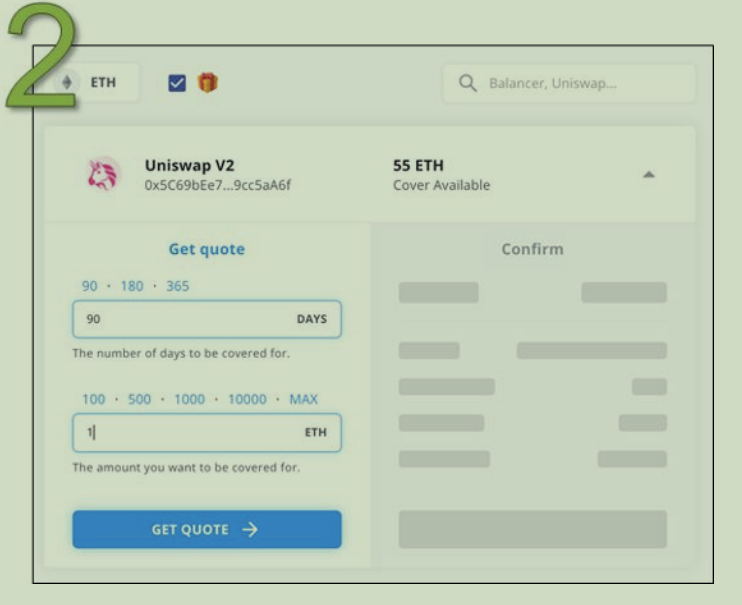 2
ETH
Balancer, Uniswap...
Uniswap V2
0x5C69bEe7...9cc5aA6f
55 ETH
Cover Available
Get quote
90 · 180 · 365
90 DAYS
The number of days to be covered for.
100 · 500 · 1000 · 10000 · MAX
1 ETH
The amount you want to be covered for.
GET QUOTE →
Confirm